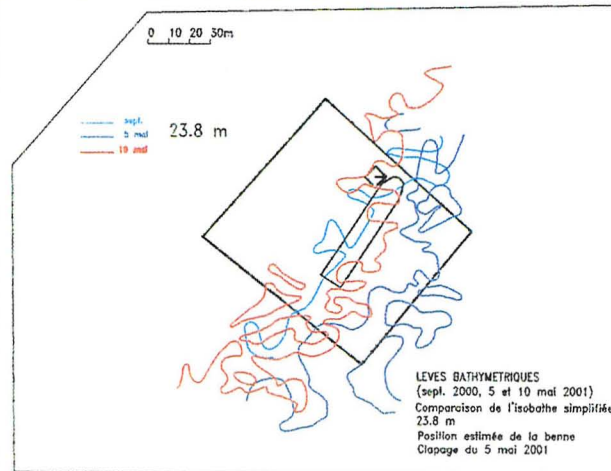 0 10 20 30m
sept.
5 mai
10 mai
23.8 m
LEVES BATHYMETRIQUES
(sept. 2000, 5 et 10 mai 2001)
Comparaison de l'isobathe simplifiée
23.8 m
Position estimée de la benne
Clapage du 5 mai 2001